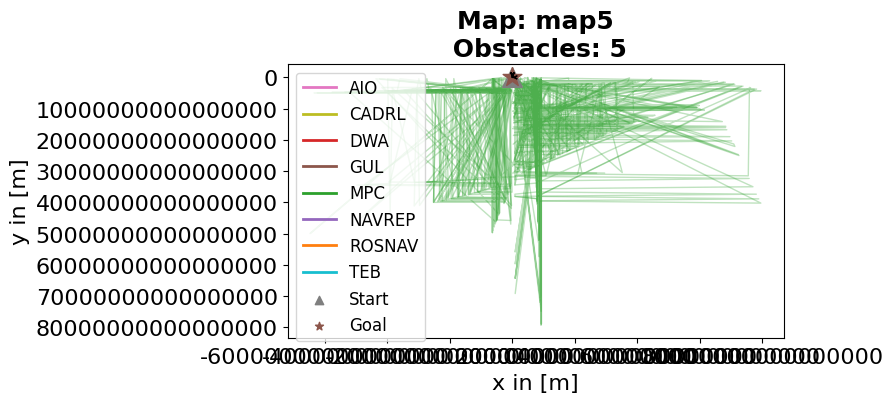 Map: map5
Obstacles: 5
0
10000000000000000
20000000000000000
30000000000000000
40000000000000000
50000000000000000
60000000000000000
70000000000000000
80000000000000000
y in [m]
AIO
CADRL
DWA
GUL
MPC
NAVREP
ROSNAV
TEB
Start
Goal
x in [m]